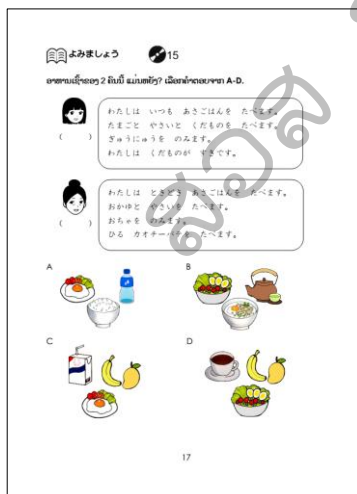 よみましょう 15
ອາຫານເຊົ້າຂອງ 2 ຄົນນີ້ ແມ່ນຫຍັງ? ເລືອກຄຳຕອບຈາກ A-D.
わたしは いつも あさごはんを たべます。
たまごと やさいと くだものを たべます。
ぎゅうにゅうを のみます。
わたしは くだものが すきです。
( )
わたしは ときどき あさごはんを たべます。
おかゆと やさいを たべます。
おちゃを のみます。
ひる カオチーパテを たべます。
( )
A B
C D
17